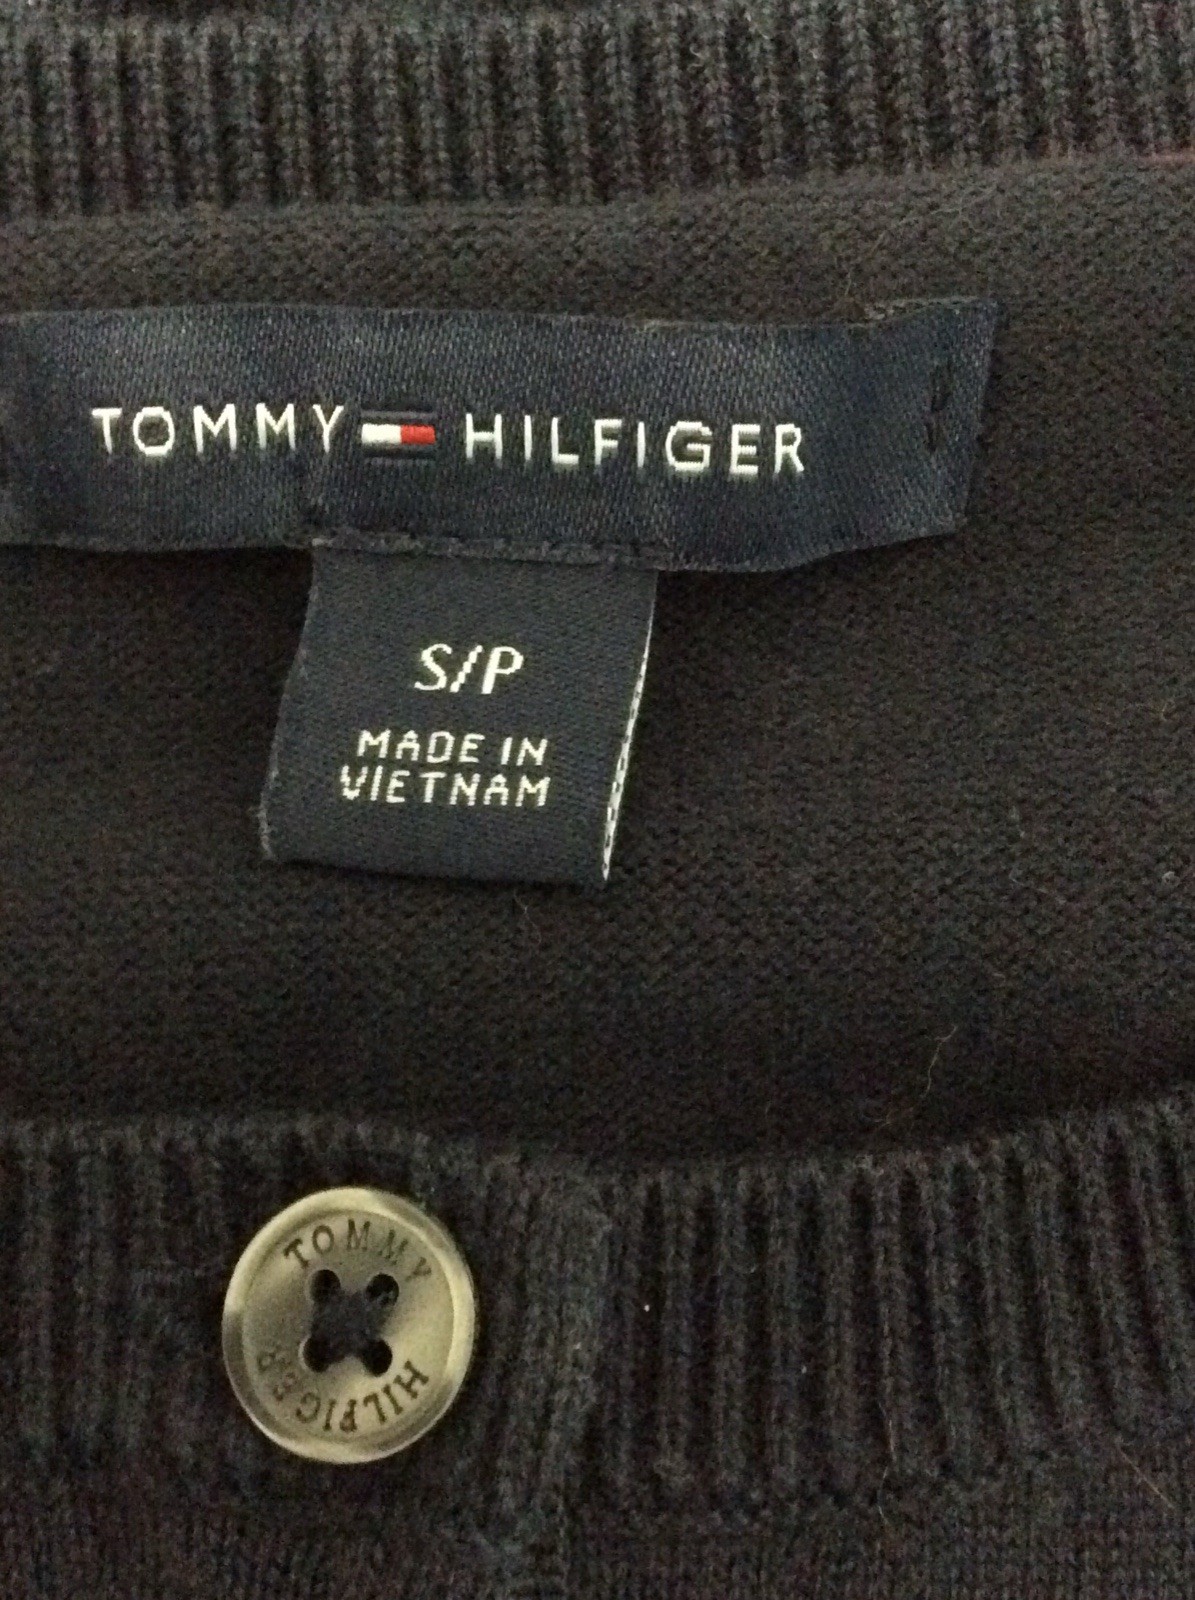 TOMMY HILFIGER
S/P
MADE IN
VIETNAM
TOMMY
HILFIGER